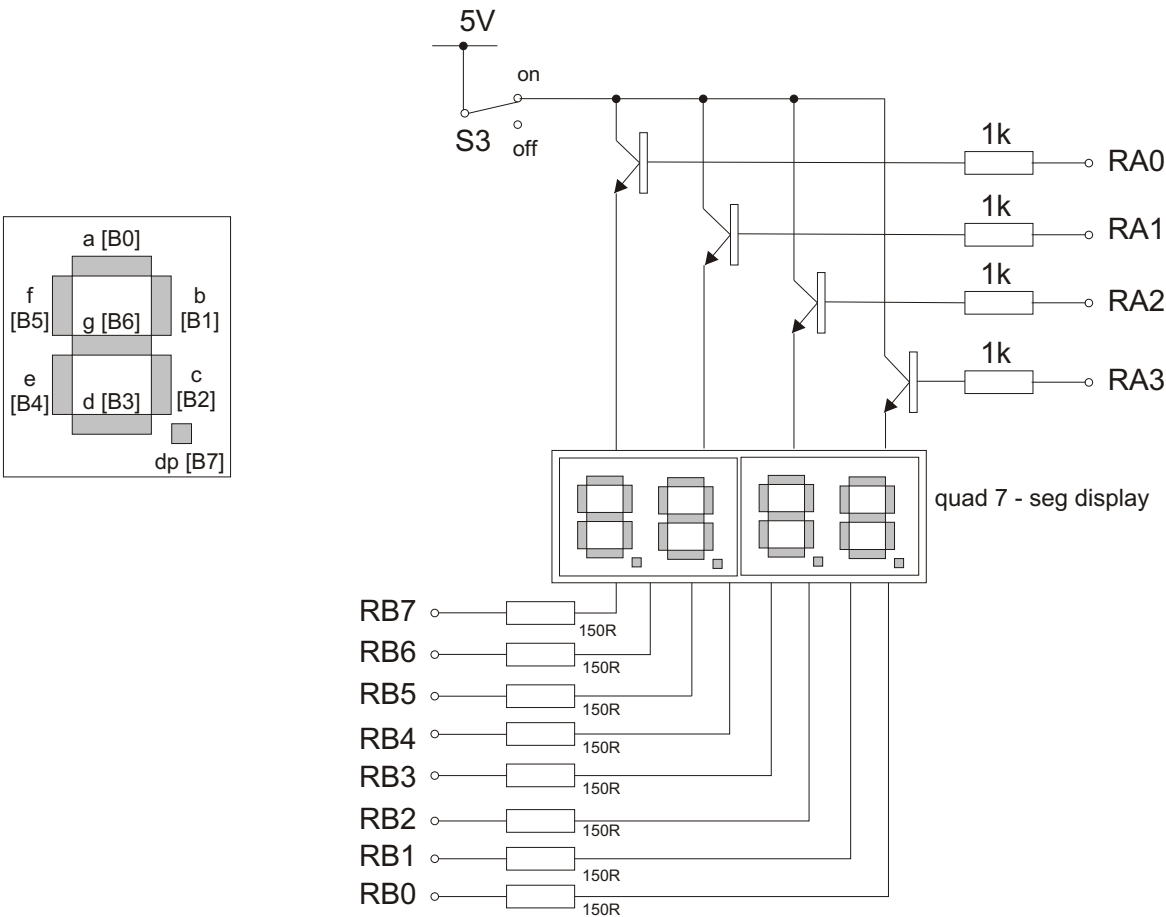 5V
on
S3
off
1k
RA0
1k
RA1
1k
RA2
1k
RA3
a [B0]
f
[B5]
b
[B1]
g [B6]
e
[B4]
c
[B2]
d [B3]
dp [B7]
quad 7 - seg display
RB7
150R
RB6
150R
RB5
150R
RB4
150R
RB3
150R
RB2
150R
RB1
150R
RB0
150R